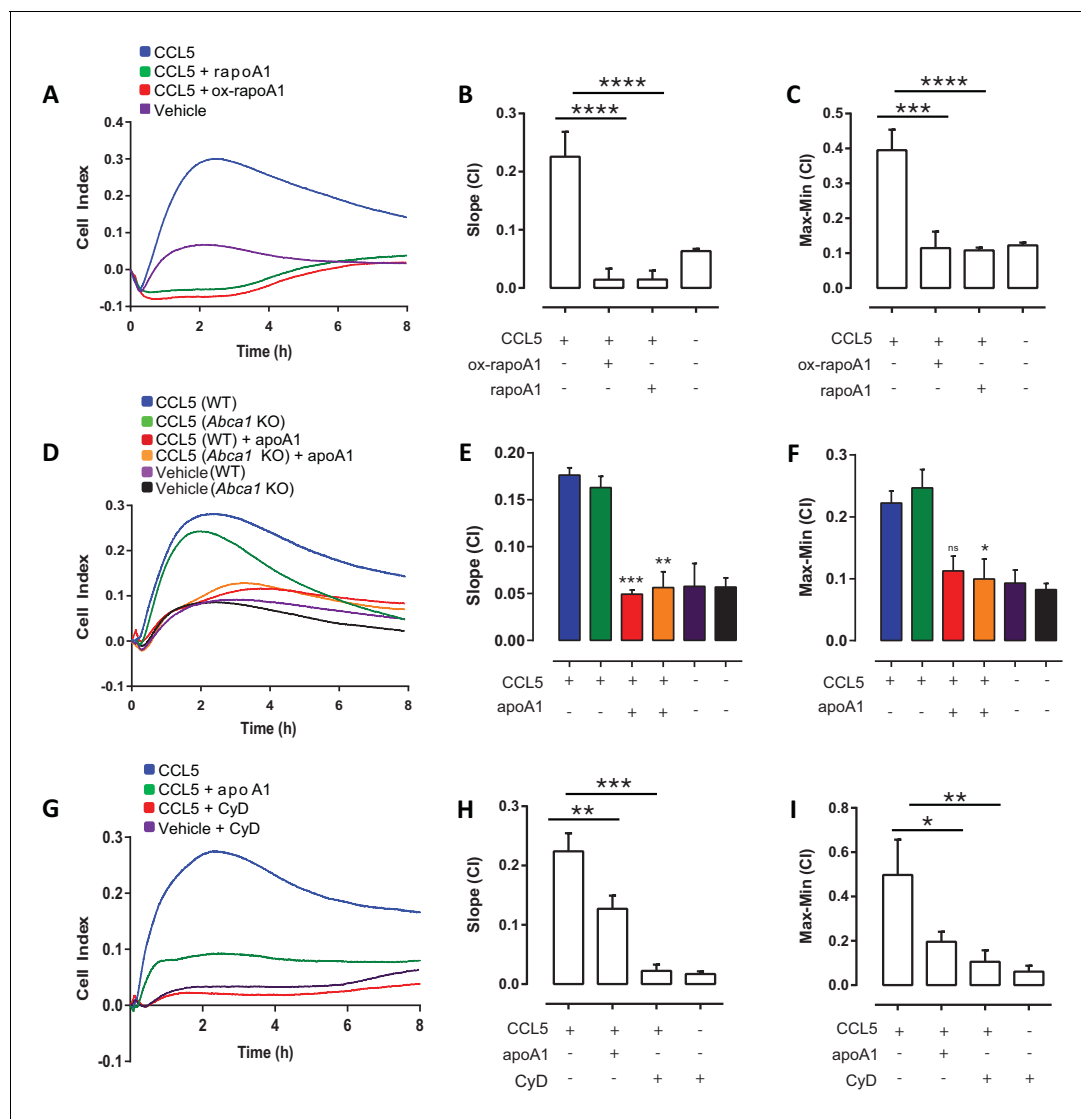 CCL5
CCL5 + rapoA1
CCL5 + ox-rapoA1
Vehicle
A
0.4
0.3
0.2
0.1
0.0
-0.1
Cell Index
0 2 4 6 8
Time (h)
B
****
****
0.3
0.2
0.1
0.0
Slope (CI)
CCL5 + + + -
ox-rapoA1 - + - -
rapoA1 - - + -
C
****
***
0.5
0.4
0.3
0.2
0.1
0.0
Max-Min (CI)
CCL5 + + + -
ox-rapoA1 - + - -
rapoA1 - - + -
CCL5 (WT)
CCL5 (Abca1 KO)
CCL5 (WT) + apoA1
CCL5 (Abca1 KO) + apoA1
Vehicle (WT)
Vehicle (Abca1 KO)
D
0.3
0.2
0.1
0.0
-0.1
Cell Index
0 2 4 6 8
Time (h)
E
0.20
0.15
0.10
0.05
0.00
Slope (CI)
*** **
CCL5 + + + + - -
apoA1 - - + + - -
F
0.3
0.2
0.1
0.0
Max-Min (CI)
ns *
CCL5 + + + + - -
apoA1 - - + + - -
CCL5
CCL5 + apo A1
CCL5 + CyD
Vehicle + CyD
G
0.3
0.2
0.1
0.0
-0.1
Cell Index
2 4 6 8
Time (h)
H
***
**
0.3
0.2
0.1
0.0
Slope (CI)
CCL5 + + + -
apoA1 - + - -
CyD - - + +
I
**
*
0.8
0.6
0.4
0.2
0.0
Max-Min (CI)
CCL5 + + + -
apoA1 - + - -
CyD - - + +